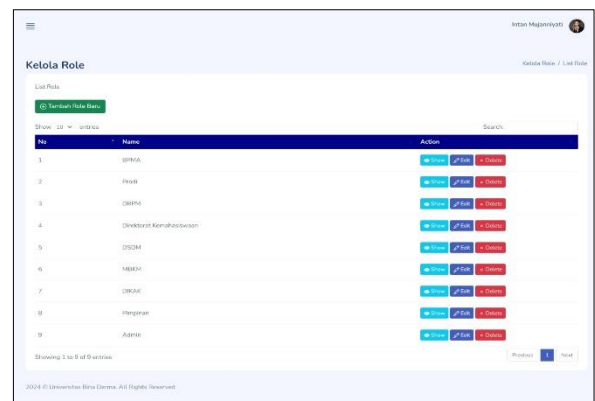 Intan Mujanniyati
Kelola Role
Kelola Role / List Role
List Role
Tambah Role Baru
Show 10 entries
Search
No Name Action
1 BPMA Show Edit Delete
2 Prodi Show Edit Delete
3 DRPM Show Edit Delete
4 Direktorat Kemahasiswaan Show Edit Delete
5 DSDM Show Edit Delete
6 MBKM Show Edit Delete
7 Show Edit Delete
8 Pimpinan Show Edit Delete
9 Admin Show Edit Delete
Showing 1 to 9 of 9 entries
Previous 1 Next
2024 © Universitas Bina Darma. All Rights Reserved